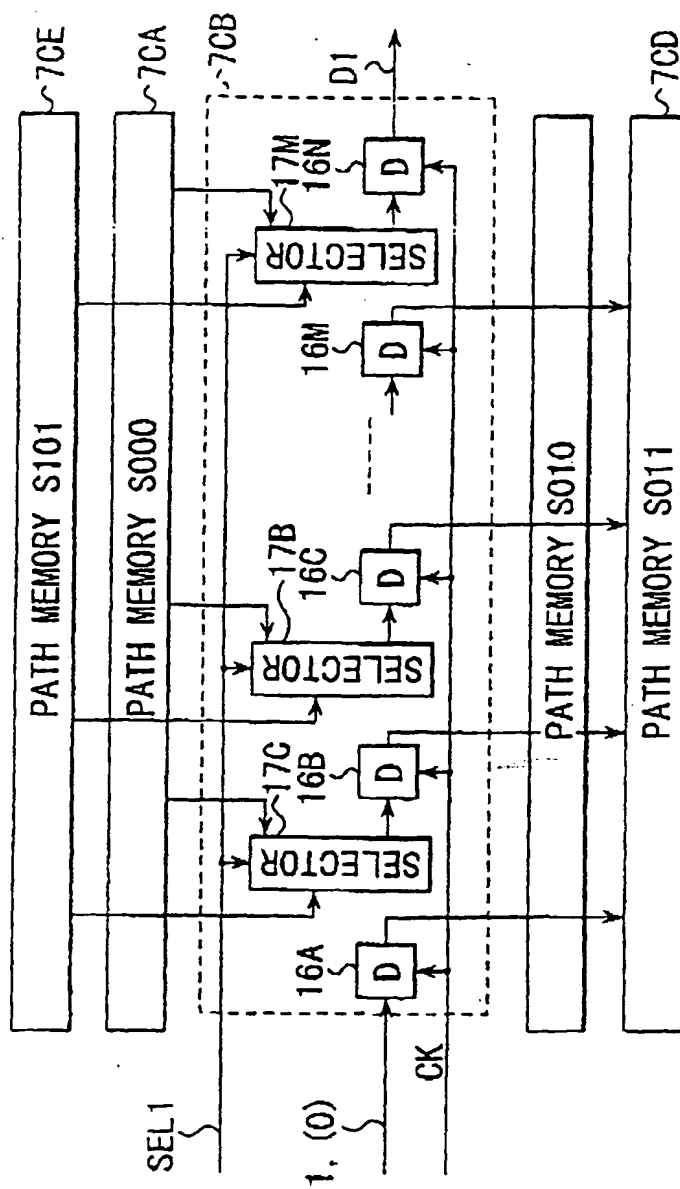 PATH MEMORY S101
7CE
PATH MEMORY S000
7CA
7CB
SEL1
17C
16B
17B
16C
17M
16N
SELECTOR
SELECTOR
SELECTOR
D1
16A
16M
D
D
D
D
D
1, (0)
CK
PATH MEMORY S010
PATH MEMORY S011
7CD